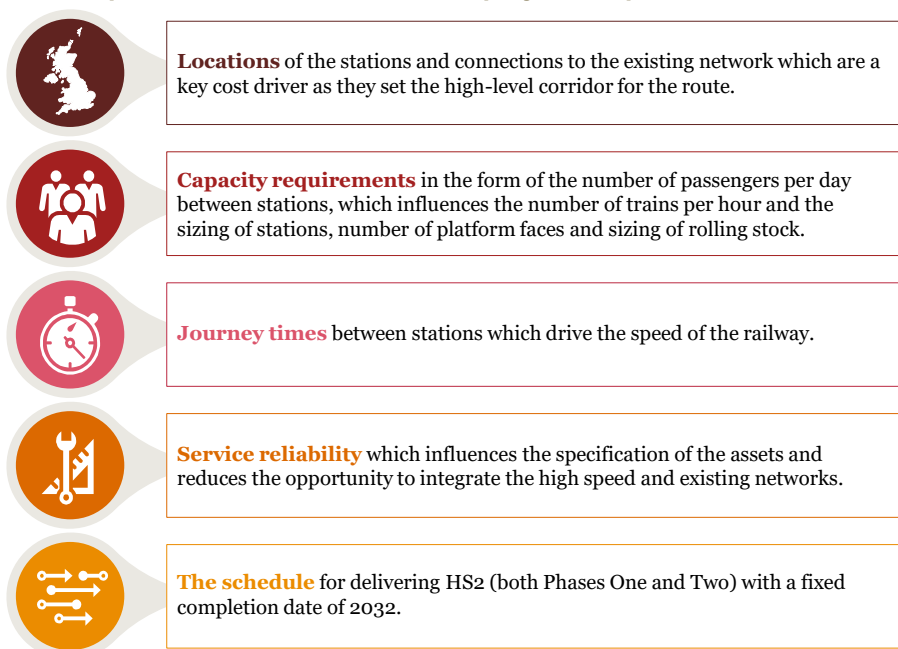 Locations of the stations and connections to the existing network which are a
key cost driver as they set the high-level corridor for the route.
Capacity requirements in the form of the number of passengers per day
between stations, which influences the number of trains per hour and the
sizing of stations, number of platform faces and sizing of rolling stock.
Journey times between stations which drive the speed of the railway.
Service reliability which influences the specification of the assets and
reduces the opportunity to integrate the high speed and existing networks.
The schedule for delivering HS2 (both Phases One and Two) with a fixed
completion date of 2032.